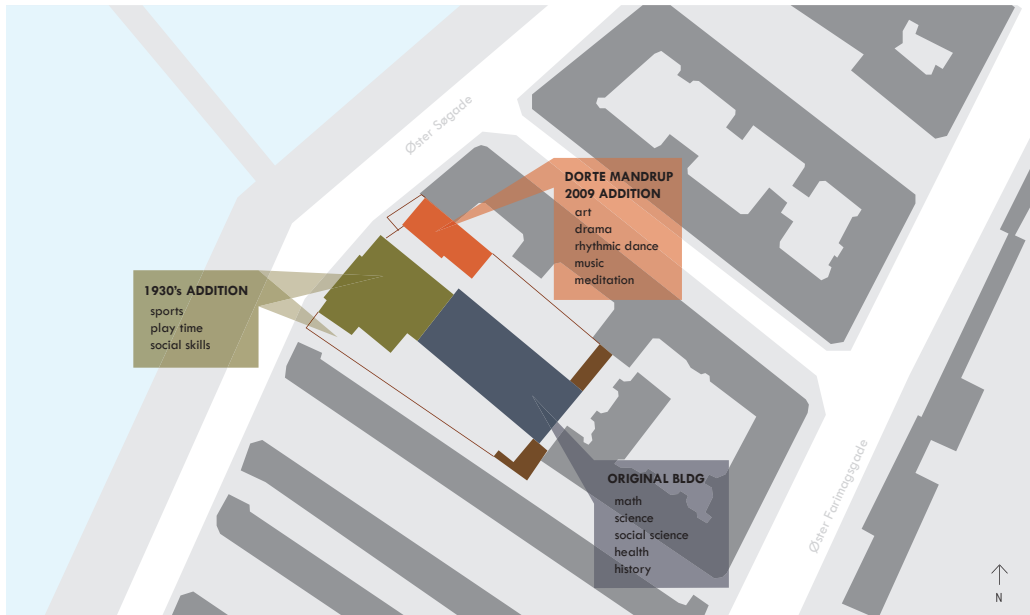 Øster Søgade
DORTE MANDRUP
2009 ADDITION
art
drama
rhythmic dance
music
meditation
1930's ADDITION
sports
play time
social skills
ORIGINAL BLDG
math
science
social science
health
history
Øster Farimagsgade
N